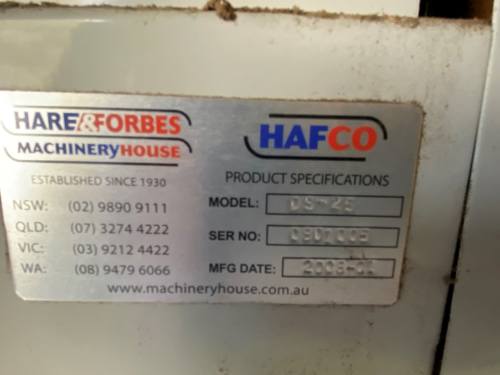 HARE&FORBES
MACHINERYHOUSE
ESTABLISHED SINCE 1930
NSW: (02) 9890 9111
QLD: (07) 3274 4222
VIC: (03) 9212 4422
WA: (08) 9479 6066
HAFCO
PRODUCT SPECIFICATIONS
MODEL:
SER NO:
MFG DATE:
www.machineryhouse.com.au